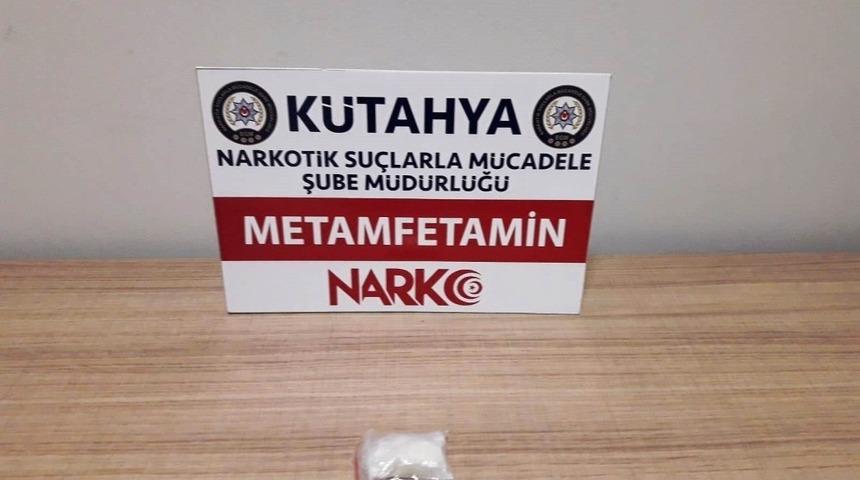 KÜTAHYA
NARKOTİK SUÇLARLA MÜCADELE
ŞUBE MÜDÜRLÜĞÜ
METAMFETAMİN
NARKO